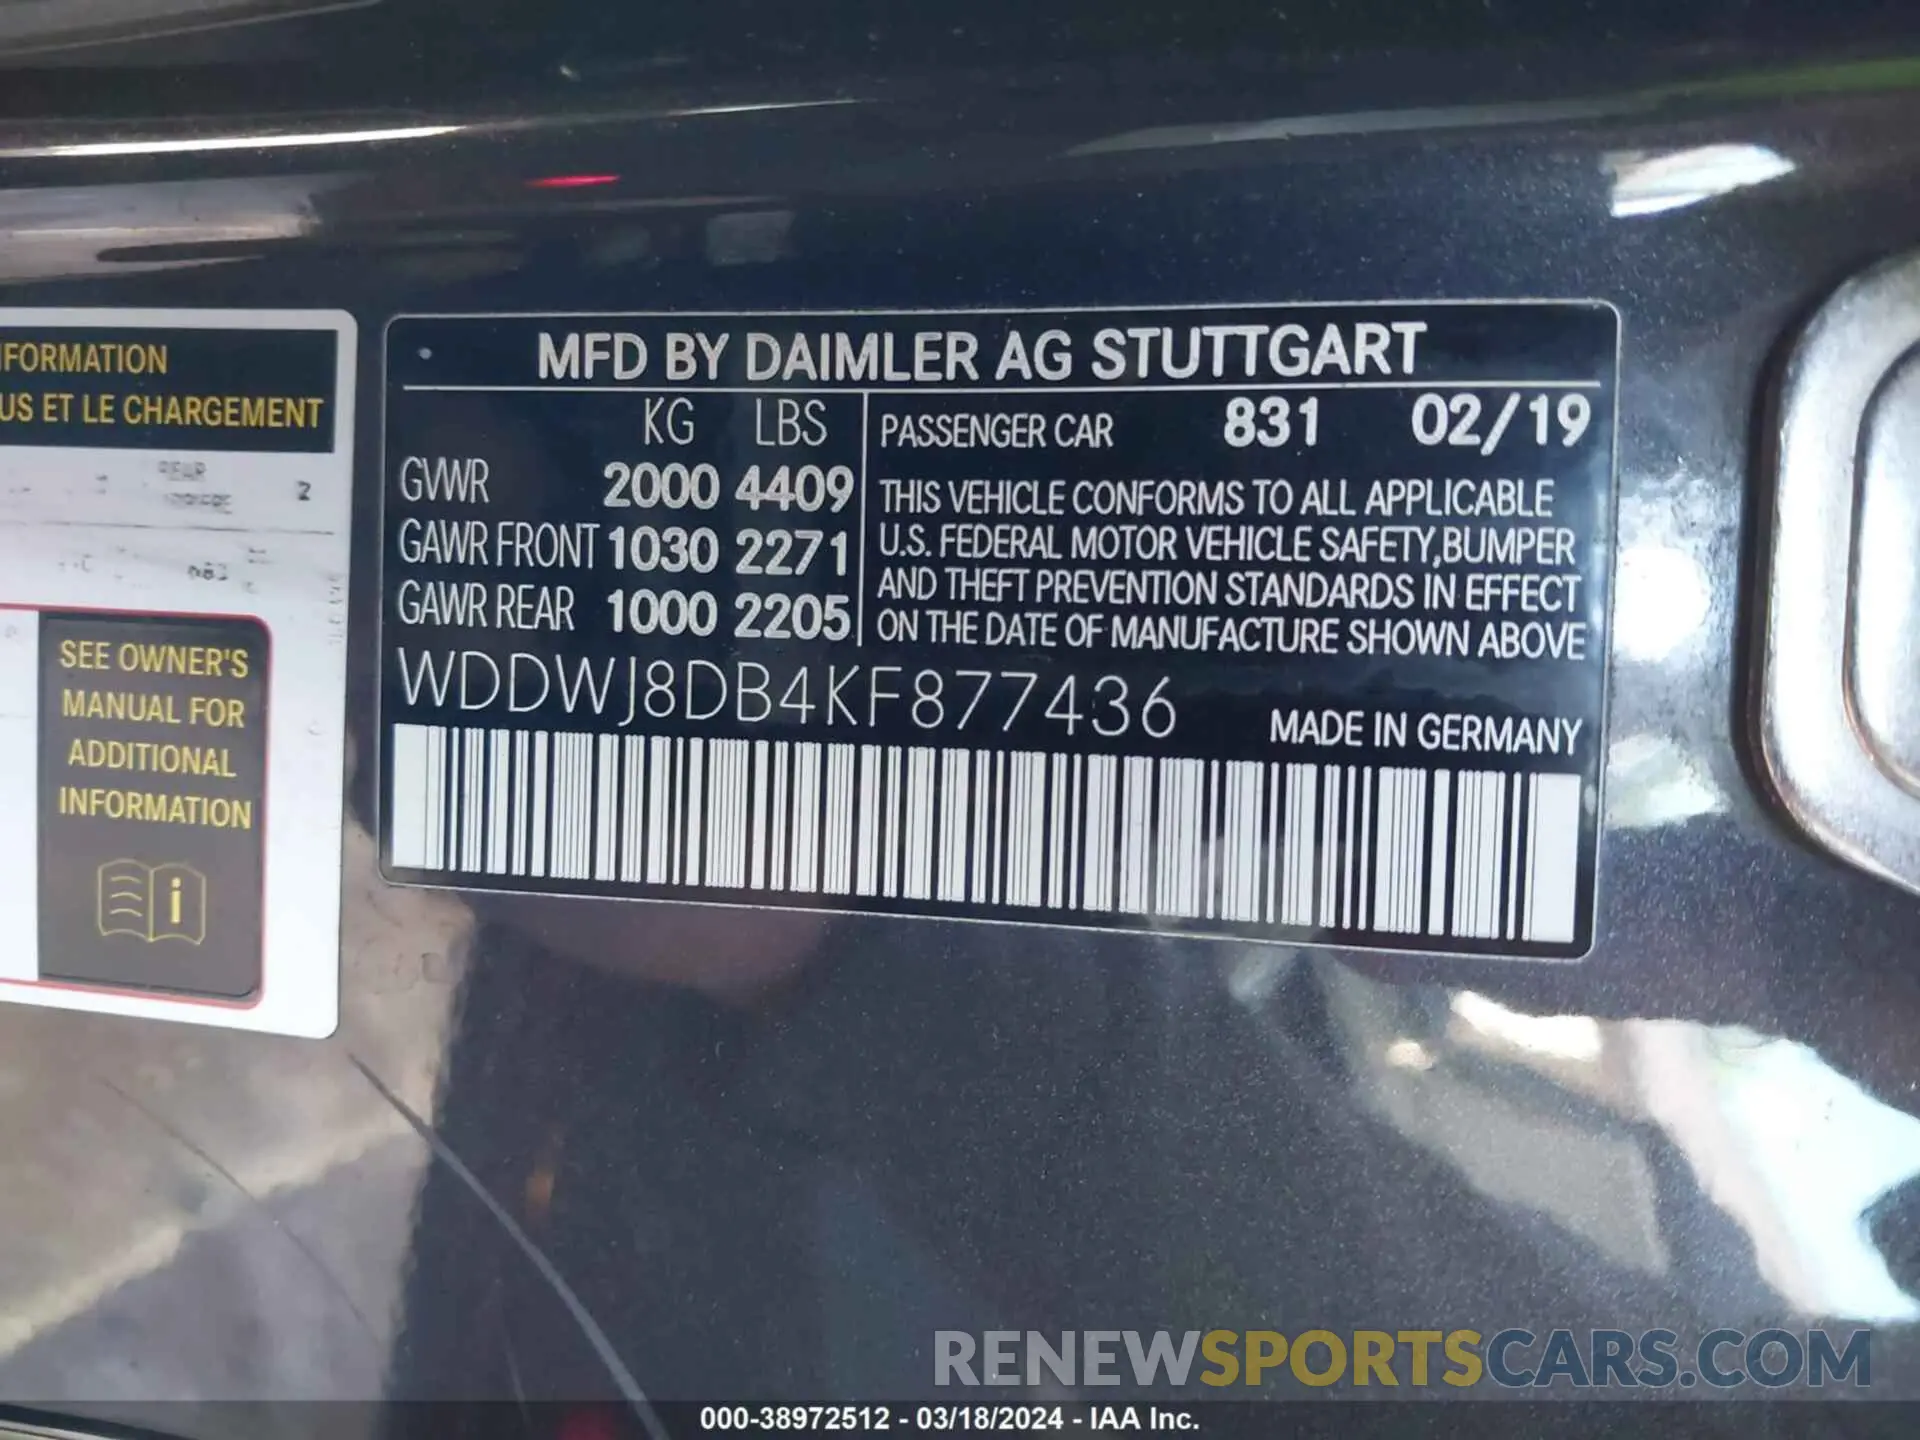 NFORMATION
US ET LE CHARGEMENT
REAR
2
SEE OWNER'S
MANUAL FOR
ADDITIONAL
INFORMATION
i
MFD BY DAIMLER AG STUTTGART
KG LBS
GVWR 2000 4409
GAWR FRONT 1030 2271
GAWR REAR 1000 2205
PASSENGER CAR 831 02/19
THIS VEHICLE CONFORMS TO ALL APPLICABLE
U.S. FEDERAL MOTOR VEHICLE SAFETY,BUMPER
AND THEFT PREVENTION STANDARDS IN EFFECT
ON THE DATE OF MANUFACTURE SHOWN ABOVE
WDDWJ8DB4KF877436
MADE IN GERMANY
RENEWSPORTSCARS.COM
000-38972512 - 03/18/2024 - IAA Inc.